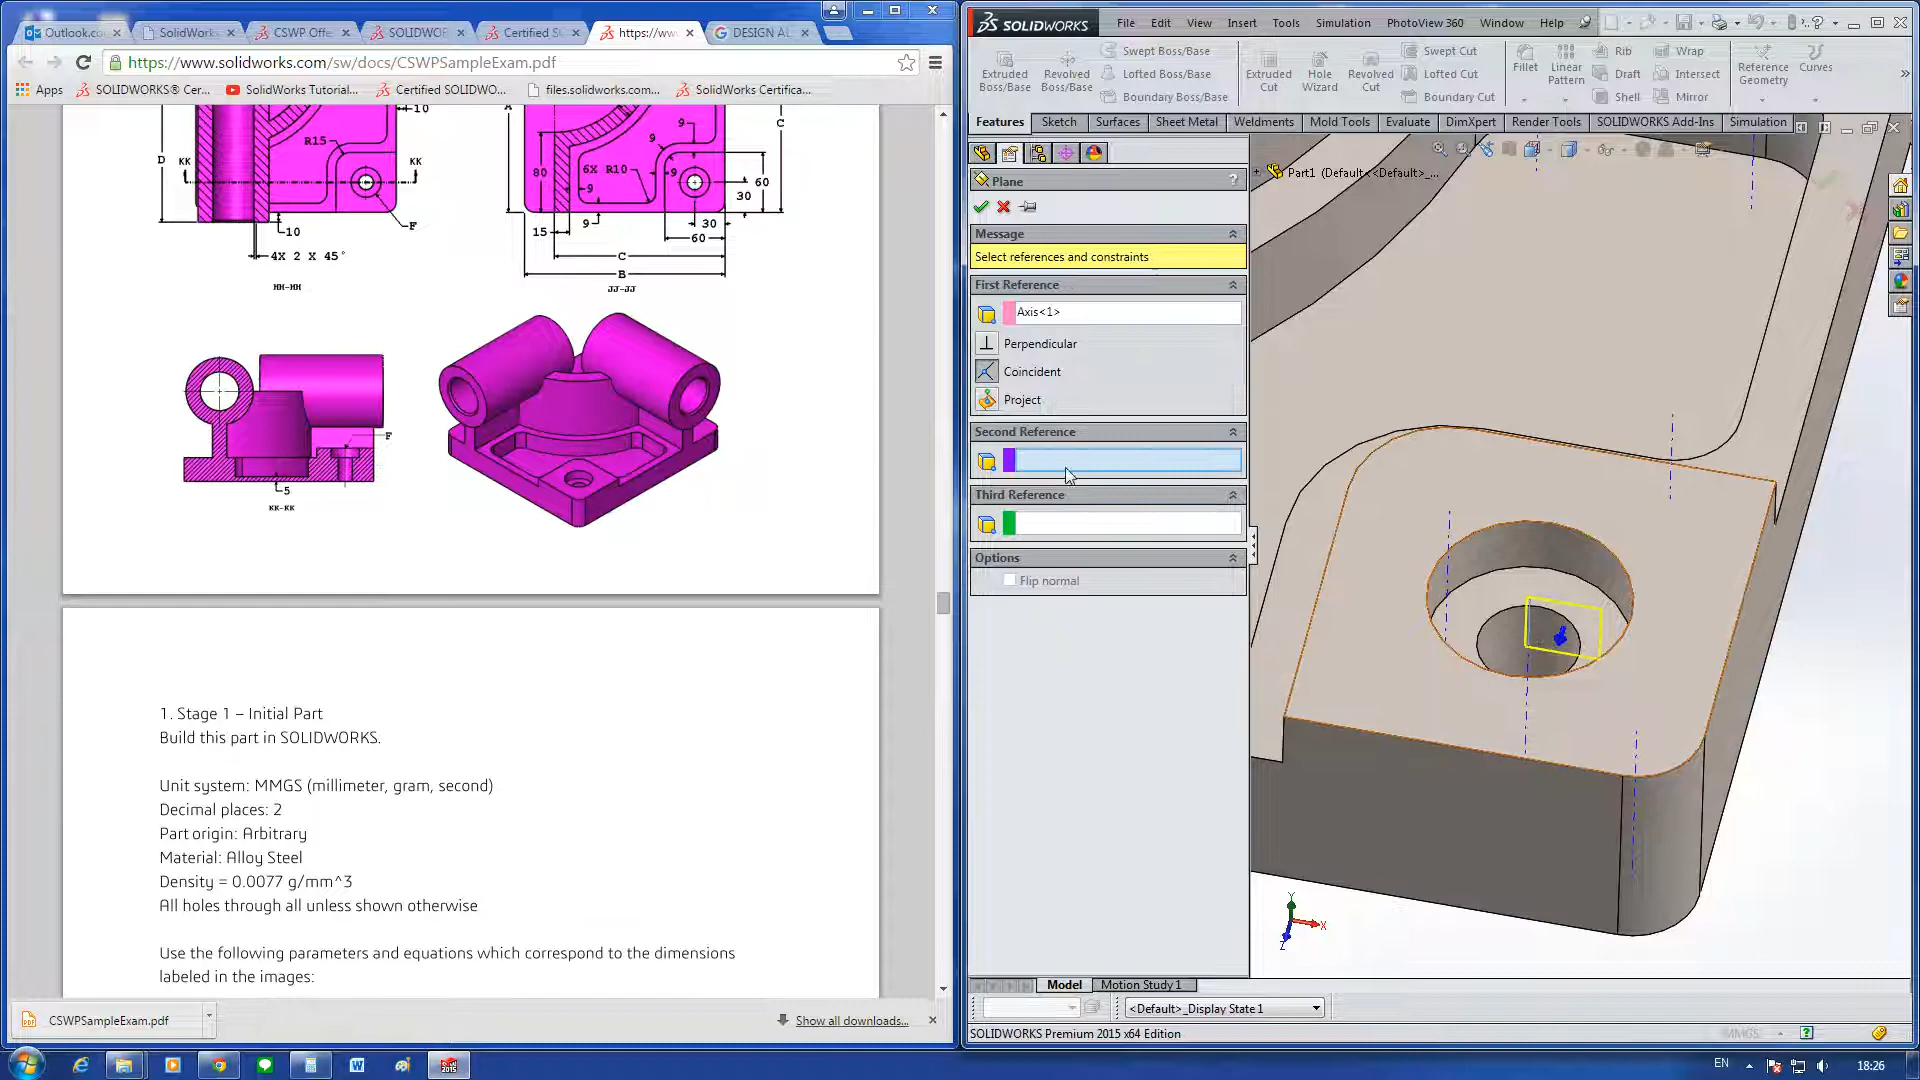 Outlook.co
SolidWork
CSWP Offe
SOLIDWOR
Certified S
https://ww
DESIGN AL
https://www.solidworks.com/sw/docs/CSWPSampleExam.pdf
Apps
SOLIDWORKS® Cer...
SolidWorks Tutorial...
Certified SOLIDWO...
files.solidworks.com...
SolidWorks Certifica...
10
R15
D
KK
KK
F
10
4X 2 X 45°
HH-HH
A
9
C
80
6X R10
9
9
60
30
9
15
30
60
C
B
JJ-JJ
F
5
KK-KK
1. Stage 1 – Initial Part
Build this part in SOLIDWORKS.
Unit system: MMGS (millimeter, gram, second)
Decimal places: 2
Part origin: Arbitrary
Material: Alloy Steel
Density = 0.0077 g/mm^3
All holes through all unless shown otherwise
Use the following parameters and equations which correspond to the dimensions
labeled in the images:
CSWPSampleExam.pdf
Show all downloads...
SOLIDWORKS
File
Edit
View
Insert
Tools
Simulation
PhotoView 360
Window
Help
Extruded Boss/Base
Revolved Boss/Base
Swept Boss/Base
Lofted Boss/Base
Boundary Boss/Base
Extruded Cut
Hole Wizard
Revolved Cut
Swept Cut
Lofted Cut
Boundary Cut
Fillet
Linear Pattern
Rib
Draft
Shell
Wrap
Intersect
Mirror
Reference Geometry
Curves
Features
Sketch
Surfaces
Sheet Metal
Weldments
Mold Tools
Evaluate
DimXpert
Render Tools
SOLIDWORKS Add-Ins
Simulation
Part1 (Default<<Default>_...
Plane
?
Message
Select references and constraints
First Reference
Axis<1>
Perpendicular
Coincident
Project
Second Reference
Third Reference
Options
Flip normal
Y
X
Z
Model
Motion Study 1
<Default>_Display State 1
SOLIDWORKS Premium 2015 x64 Edition
MMGS
EN
18:26